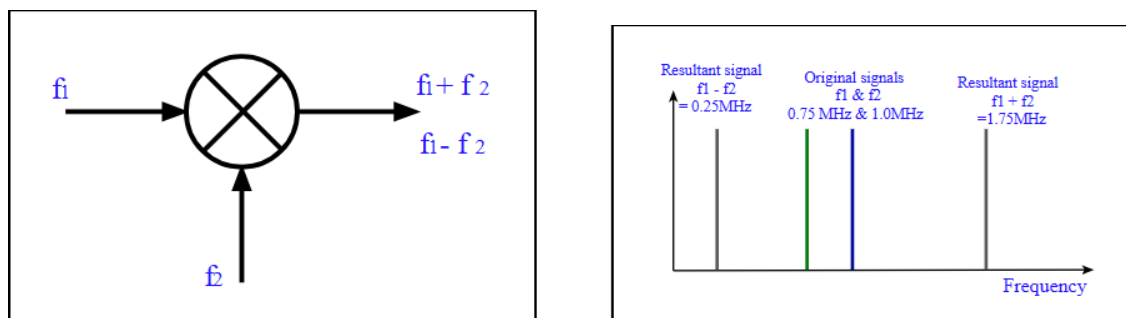 f1
f1+ f 2
f1- f 2
f2
Resultant signal
f1 - f2
= 0.25MHz
Original signals
f1 & f2
0.75 MHz & 1.0MHz
Resultant signal
f1 + f2
=1.75MHz
Frequency